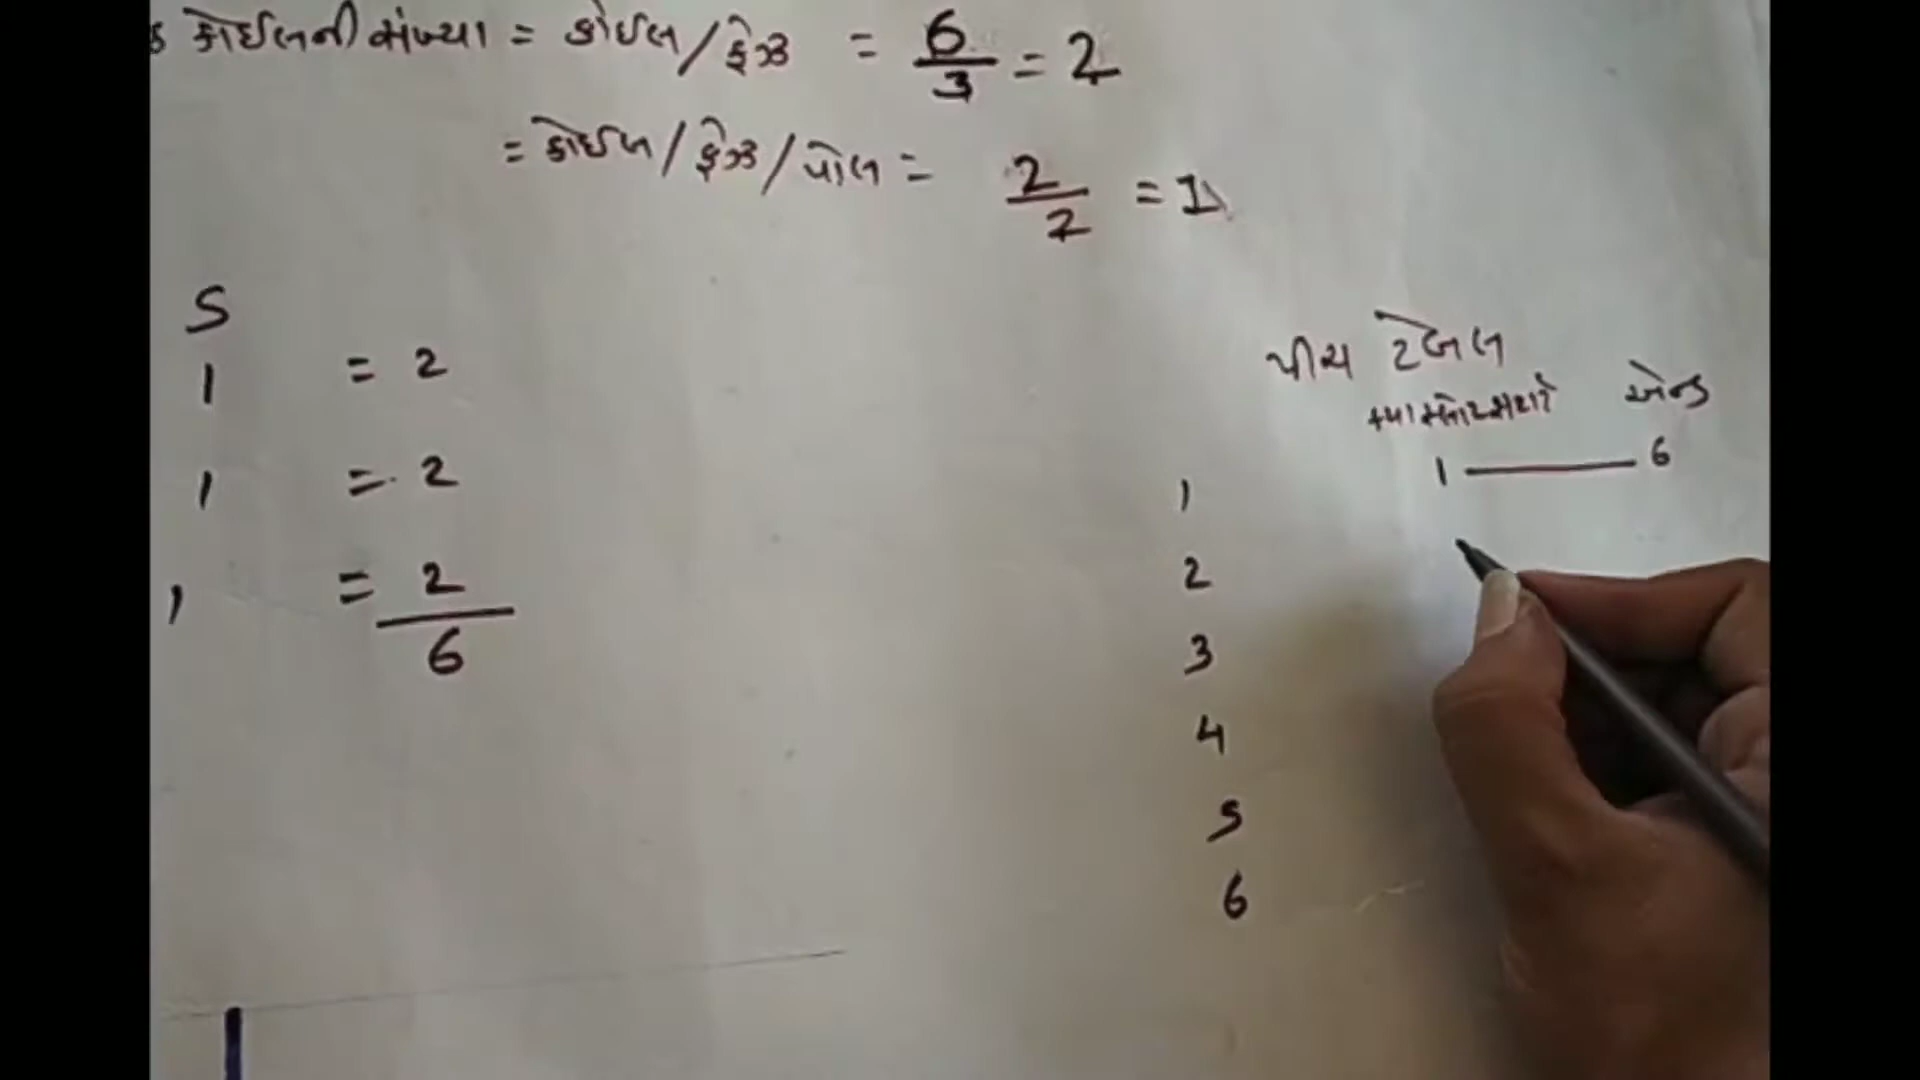 કોઈલની સંખ્યા = કોઈલ/ફેઝ = 6/3 = 2
= કોઈલ/ફેઝ/પોલ = 2/2 = 1
S
1 = 2
1 = 2
1 = 2
6
પીચ ટેબલ
એન્ડ
1 — 6
1
2
3
4
5
6